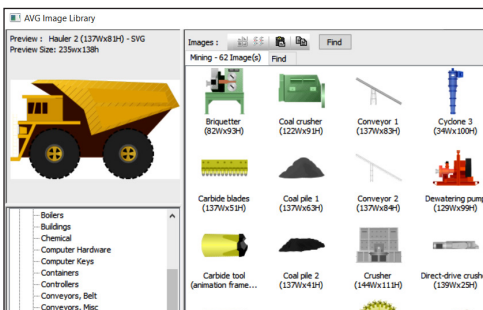 AVG Image Library
Preview : Hauler 2 (137Wx81H) - SVG
Preview Size: 235wx138h
Images :
Find
Mining - 62 Image(s)
Find
Briquetter
(82Wx93H)
Coal crusher
(122Wx91H)
Conveyor 1
(137Wx83H)
Cyclone 3
(34Wx100H)
Carbide blades
(137Wx51H)
Coal pile 1
(137Wx63H)
Conveyor 2
(137Wx84H)
Dewatering pump
(129Wx99H)
Carbide tool
(animation frame...
Coal pile 2
(137Wx41H)
Crusher
(144Wx111H)
Direct-drive crushe
(139Wx25H)
Boilers
Buildings
Chemical
Computer Hardware
Computer Keys
Containers
Controllers
Conveyors, Belt
Conveyors, Misc